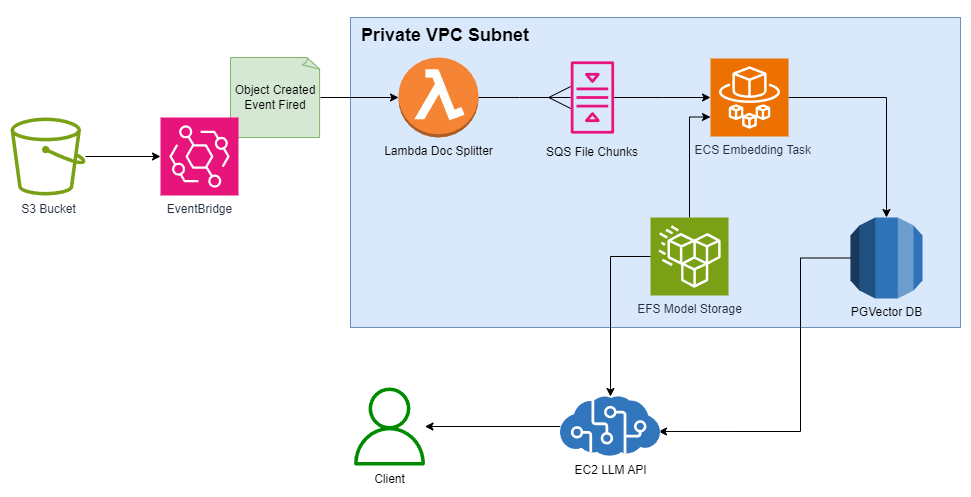 Private VPC Subnet
Object Created
Event Fired
Lambda Doc Splitter
SQS File Chunks
ECS Embedding Task
S3 Bucket
EventBridge
EFS Model Storage
PGVector DB
EC2 LLM API
Client